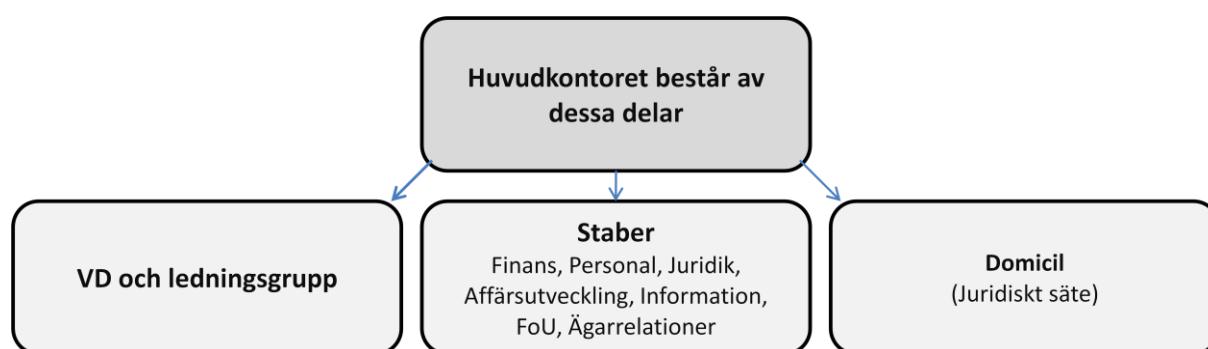 Huvudkontoret består av
dessa delar
VD och ledningsgrupp
Staber
Finans, Personal, Juridik,
Affärsutveckling, Information,
FoU, Ägarrelationer
Domicil
(Juridiskt säte)